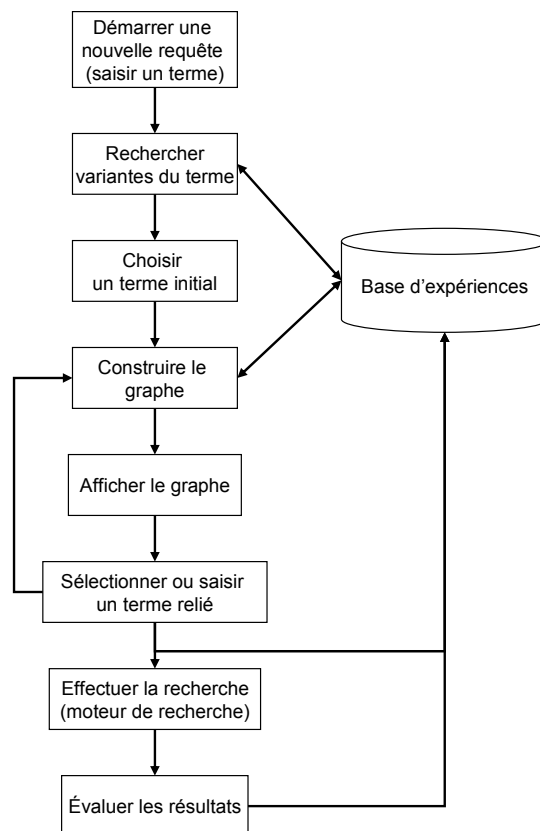 Démarrer une
nouvelle requête
(saisir un terme)
Rechercher
variantes du terme
Choisir
un terme initial
Base d’expériences
Construire le
graphe
Afficher le graphe
Sélectionner ou saisir
un terme relié
Effectuer la recherche
(moteur de recherche)
Évaluer les résultats